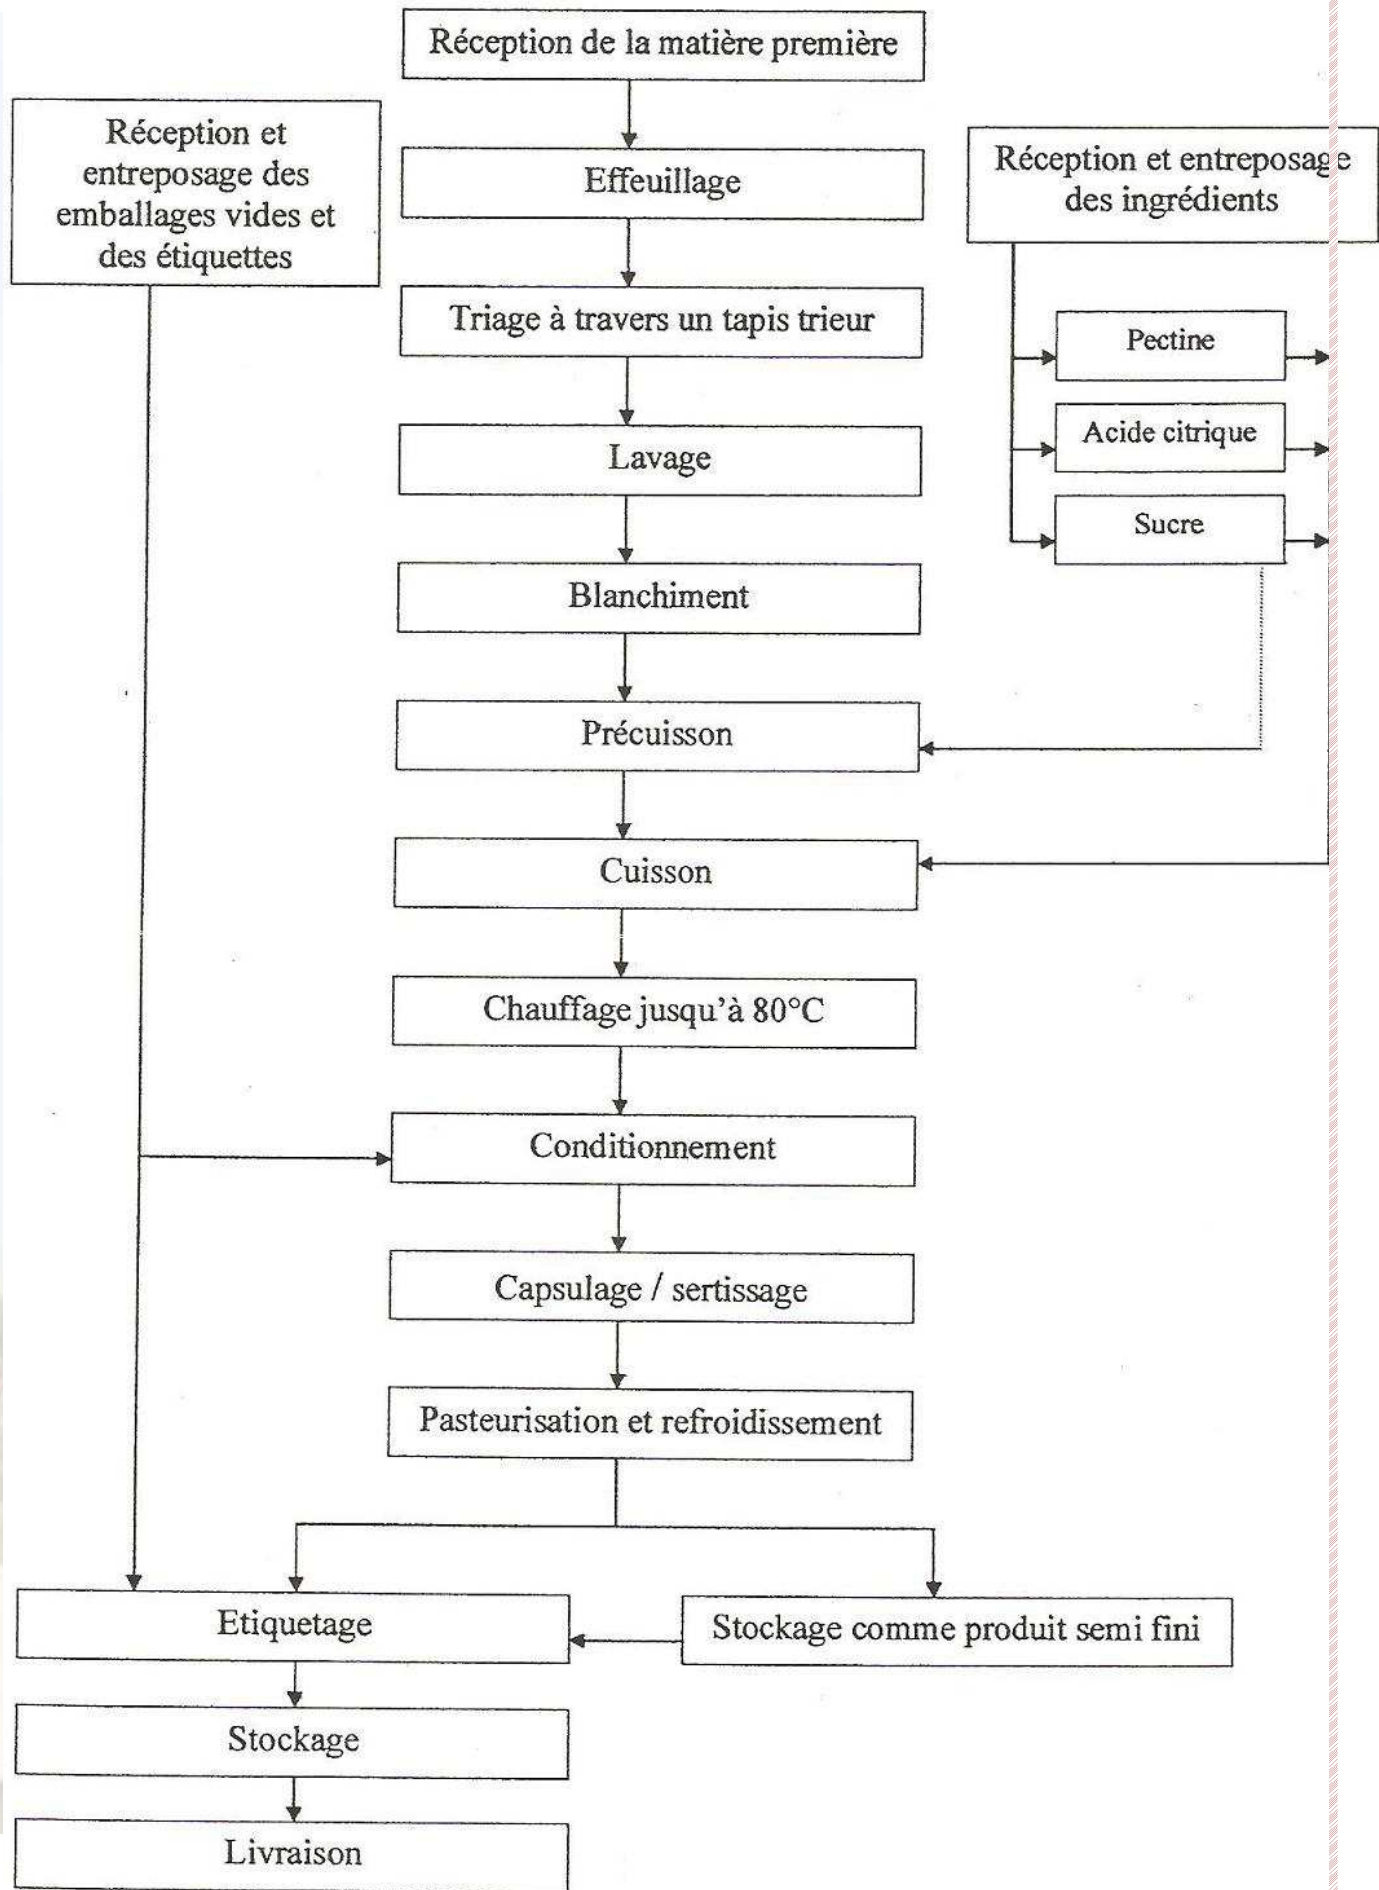 Réception de la matière première
Réception et
entreposage des
emballages vides et
des étiquettes
Effeuillage
Réception et entreposage
des ingrédients
Triage à travers un tapis trieur
Pectine
Acide citrique
Lavage
Sucre
Blanchiment
Précuisson
Cuisson
Chauffage jusqu'à 80°C
Conditionnement
Capsulage / sertissage
Pasteurisation et refroidissement
Etiquetage
Stockage comme produit semi fini
Stockage
Livraison